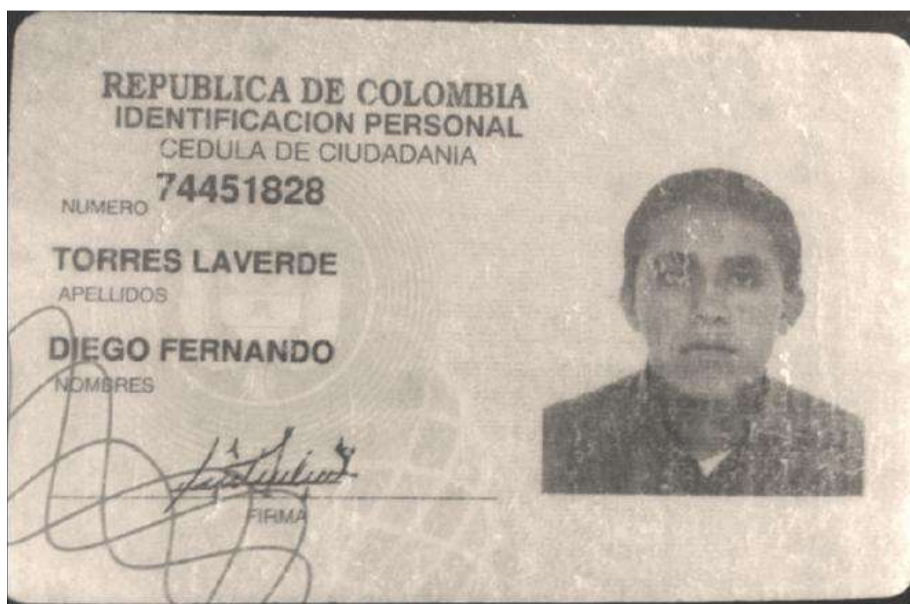 REPUBLICA DE COLOMBIA
IDENTIFICACION PERSONAL
CEDULA DE CIUDADANIA
NUMERO 74451828
TORRES LAVERDE
APELLIDOS
DIEGO FERNANDO
NOMBRES
FIRMA